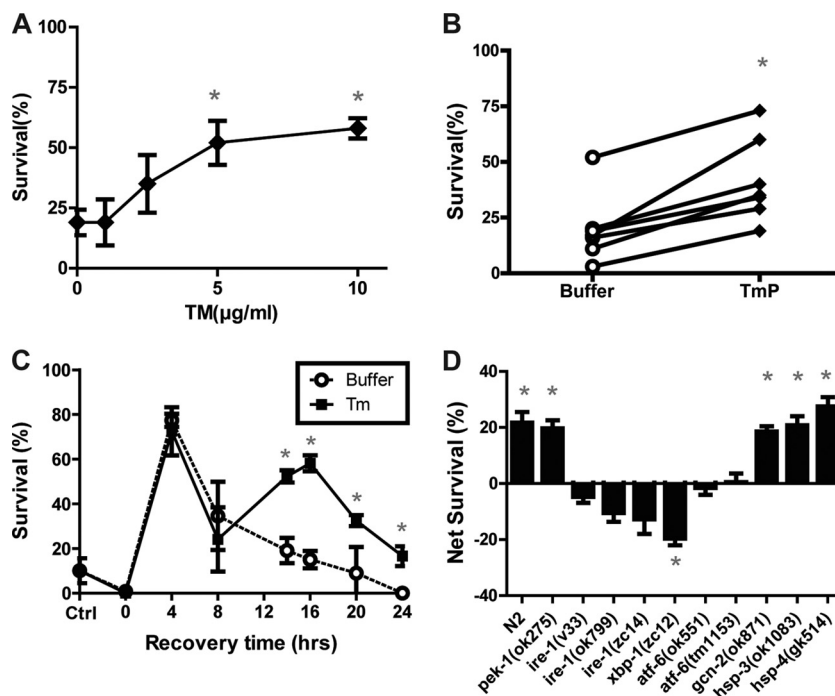 A
Survival(%)
100
75
50
25
0
* *
0 5 10
TM(µg/ml)
B
Survival(%)
100
75
50
25
0
*
Buffer TmP
C
Survival (%)
100
80
60
40
20
0
Buffer
Tm
* * * *
Ctrl 0 4 8 12 14 16 20 24
Recovery time (hrs)
D
Net Survival (%)
40
20
0
-20
-40
* * * * * *
N2
pek-1(ok275)
ire-1(v33)
ire-1(ok799)
ire-1(zc14)
xbp-1(zc12)
atf-6(ok551)
atf-6(tm1153)
gcn-2(ok871)
hsp-3(ok1083)
hsp-4(gk514)